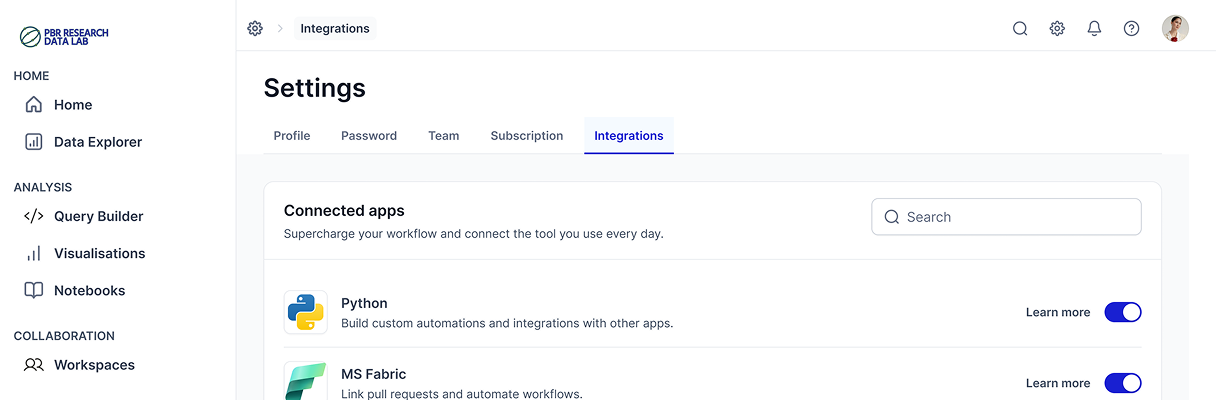 PBR RESEARCH
DATA LAB
HOME
Home
Data Explorer
ANALYSIS
Query Builder
Visualisations
Notebooks
COLLABORATION
Workspaces
Integrations
Settings
Profile Password Team Subscription Integrations
Connected apps
Supercharge your workflow and connect the tool you use every day.
Search
Python
Build custom automations and integrations with other apps.
Learn more
MS Fabric
Link pull requests and automate workflows.
Learn more